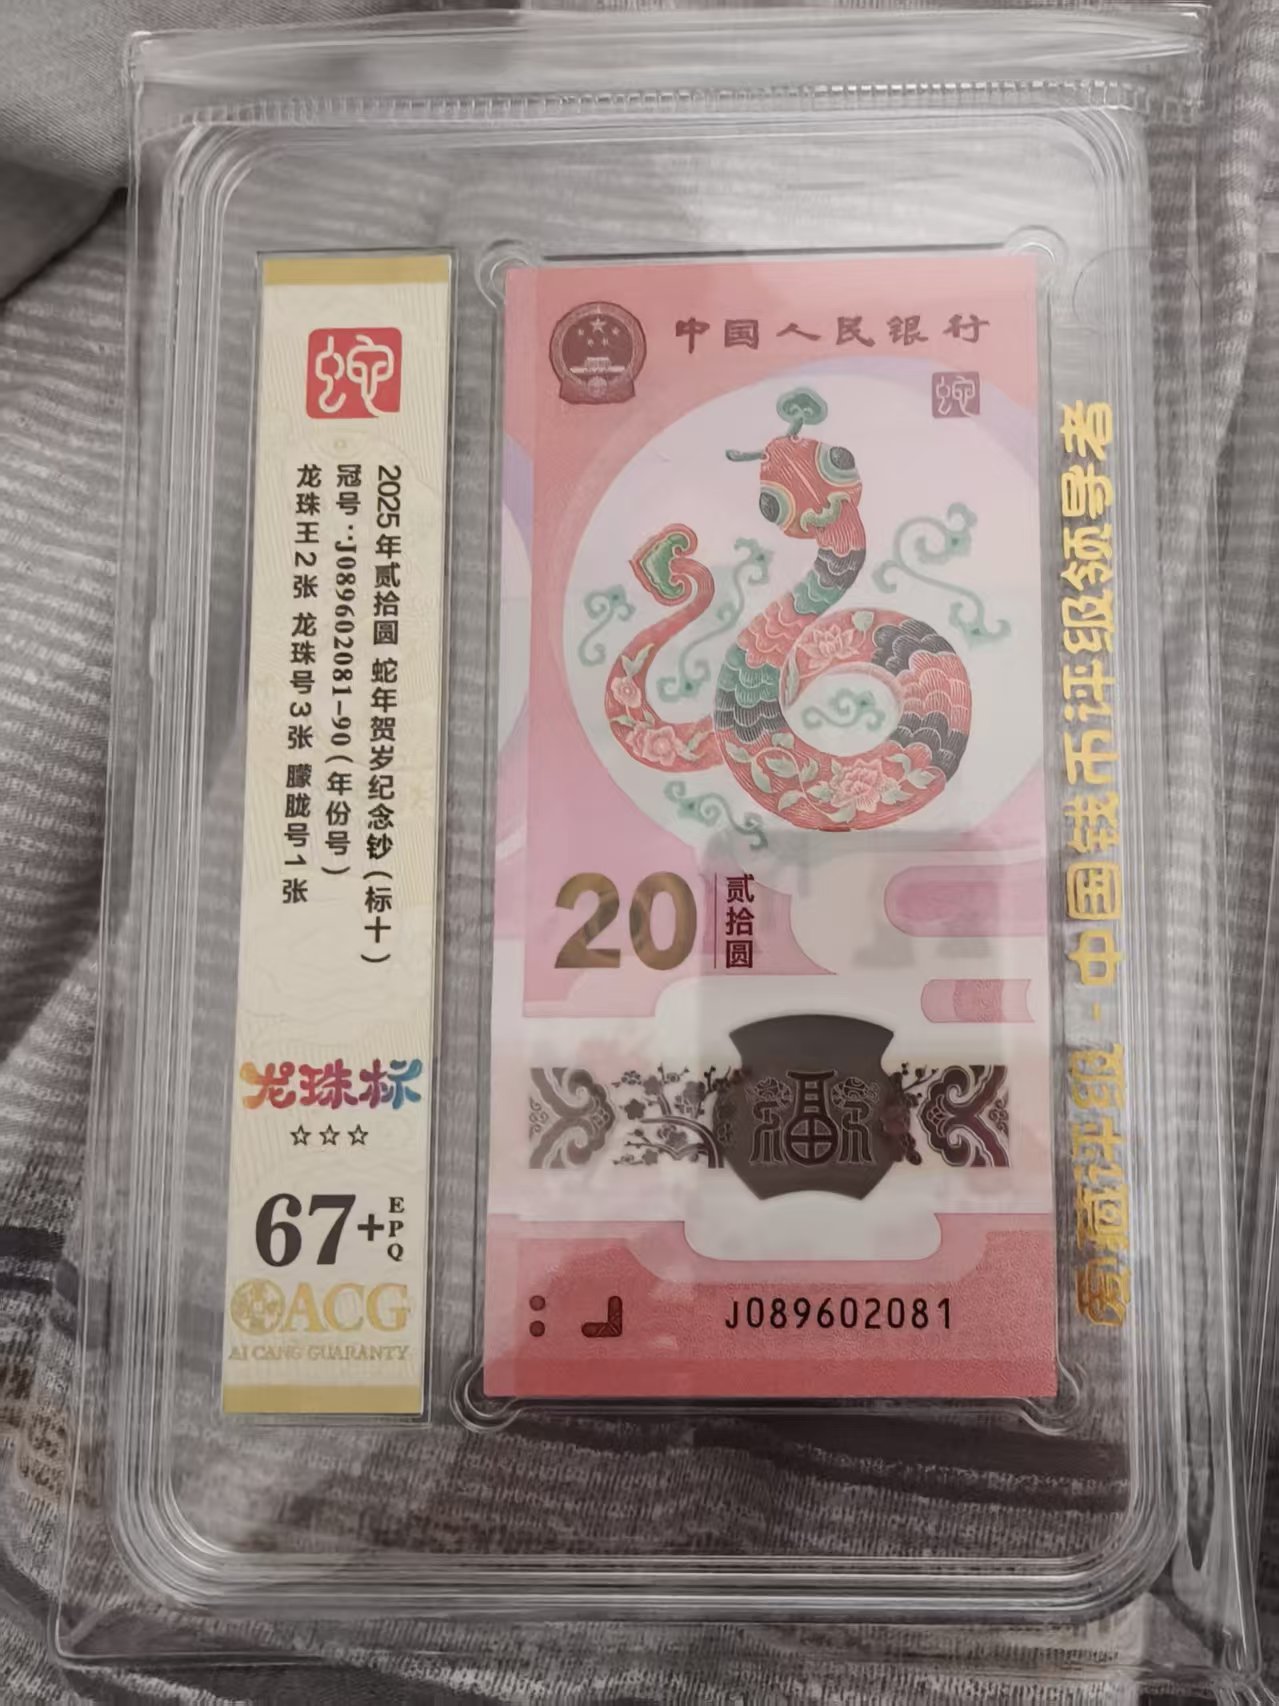 蛇
2025年贰拾圆 蛇年贺岁纪念钞(标十)
冠号:J089602081-90(年份号)
龙珠王2张 龙珠号3张 朦胧号1张
龙珠标
☆☆☆
67+EPQ
ACG
AI CANG GUARANTY
中国人民银行
蛇
20
贰拾圆
福
J089602081
爱藏评级-中国钱币评级领导者